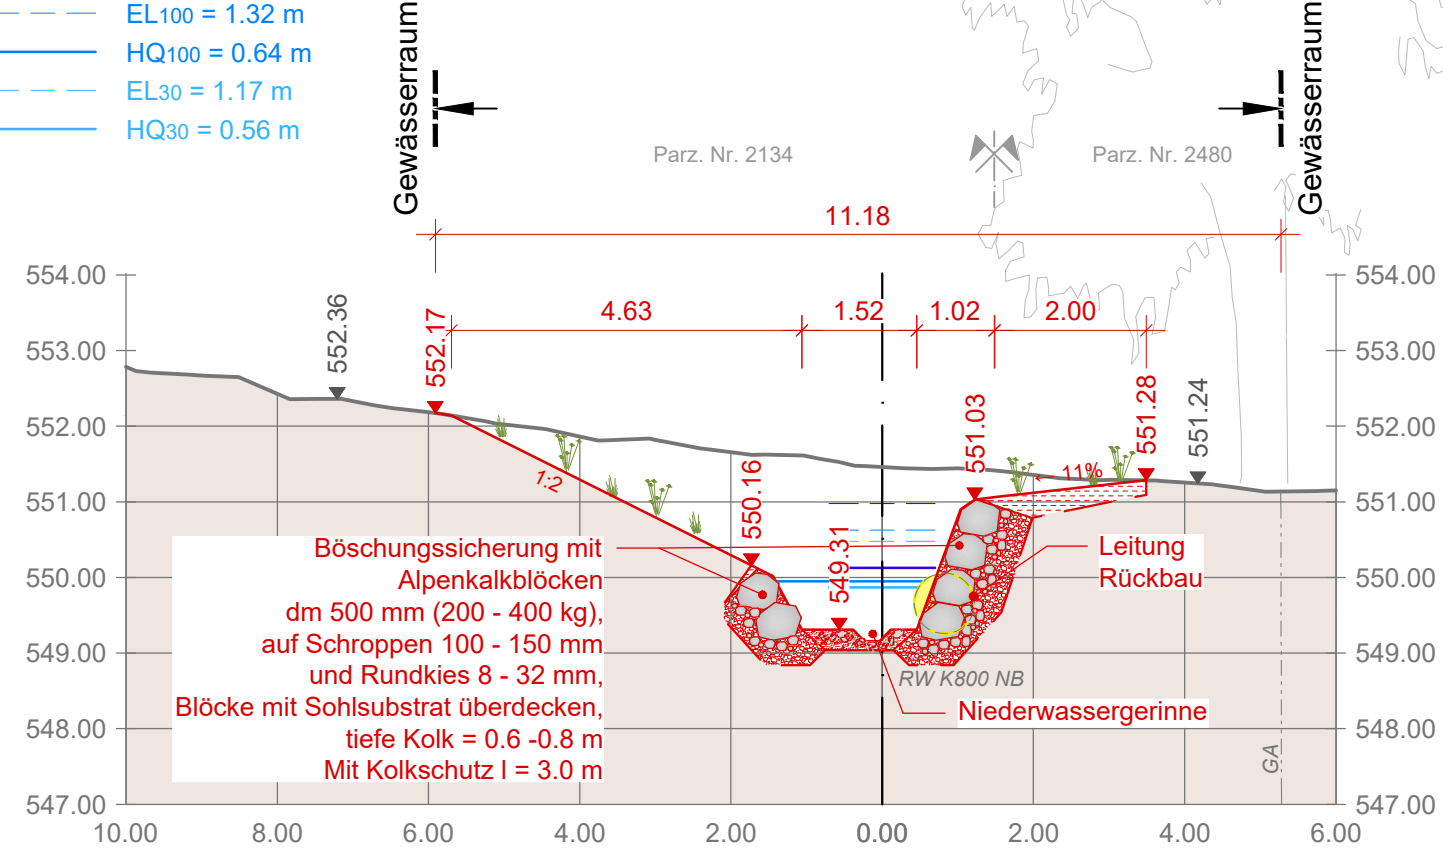 EL100 = 1.32 m
HQ100 = 0.64 m
EL30 = 1.17 m
HQ30 = 0.56 m
Gewässerraum
Gewässerraum
Parz. Nr. 2134
Parz. Nr. 2480
11.18
554.00
554.00
4.63
1.52
1.02
2.00
552.36
552.17
553.00
553.00
551.03
551.28
551.24
552.00
552.00
1:2
550.16
11%
551.00
551.00
549.31
Böschungssicherung mit
Alpenkalkblöcken
dm 500 mm (200 - 400 kg),
auf Schroppen 100 - 150 mm
und Rundkies 8 - 32 mm,
Blöcke mit Sohlsubstrat überdecken,
tiefe Kolk = 0.6 -0.8 m
Mit Kolkschutz l = 3.0 m
Leitung
Rückbau
550.00
550.00
549.00
549.00
RW K800 NB
Niederwassergerinne
548.00
548.00
GA
547.00
547.00
10.00 8.00 6.00 4.00 2.00 0.00 2.00 4.00 6.00